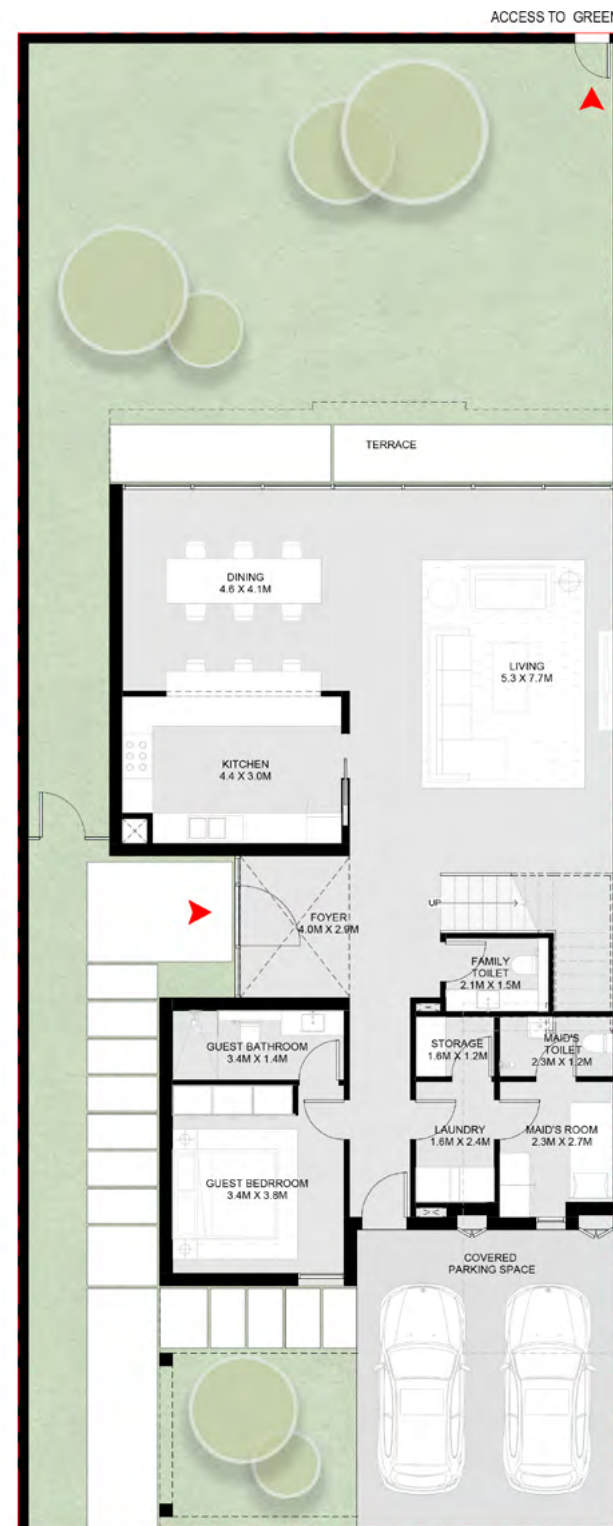 ACCESS TO GREEN
TERRACE
DINING
4.6 X 4.1M
LIVING
5.3 X 7.7M
KITCHEN
4.4 X 3.0M
FOYER
4.0M X 2.9M
UP
FAMILY
TOILET
2.1M X 1.5M
GUEST BATHROOM
3.4M X 1.4M
STORAGE
1.6M X 1.2M
MAID'S
TOILET
2.3M X 1.2M
LAUNDRY
1.6M X 2.4M
MAID'S ROOM
2.3M X 2.7M
GUEST BEDRROOM
3.4M X 3.8M
COVERED
PARKING SPACE